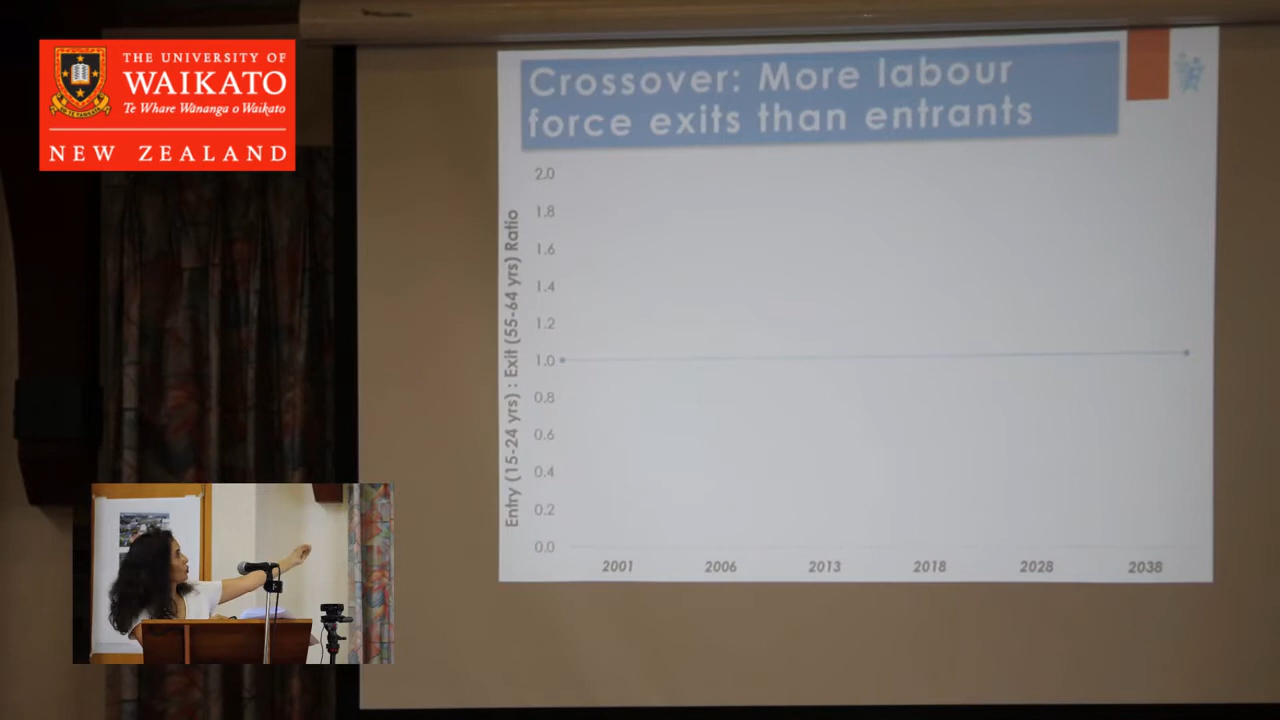 THE UNIVERSITY OF
WAIKATO
Te Whare Wānanga o Waikato
NEW ZEALAND
Crossover: More labour
force exits than entrants
Entry (15-24 yrs) : Exit (55-64 yrs) Ratio
2.0
1.8
1.6
1.4
1.2
1.0
0.8
0.6
0.4
0.2
0.0
2001 2006 2013 2018 2028 2038